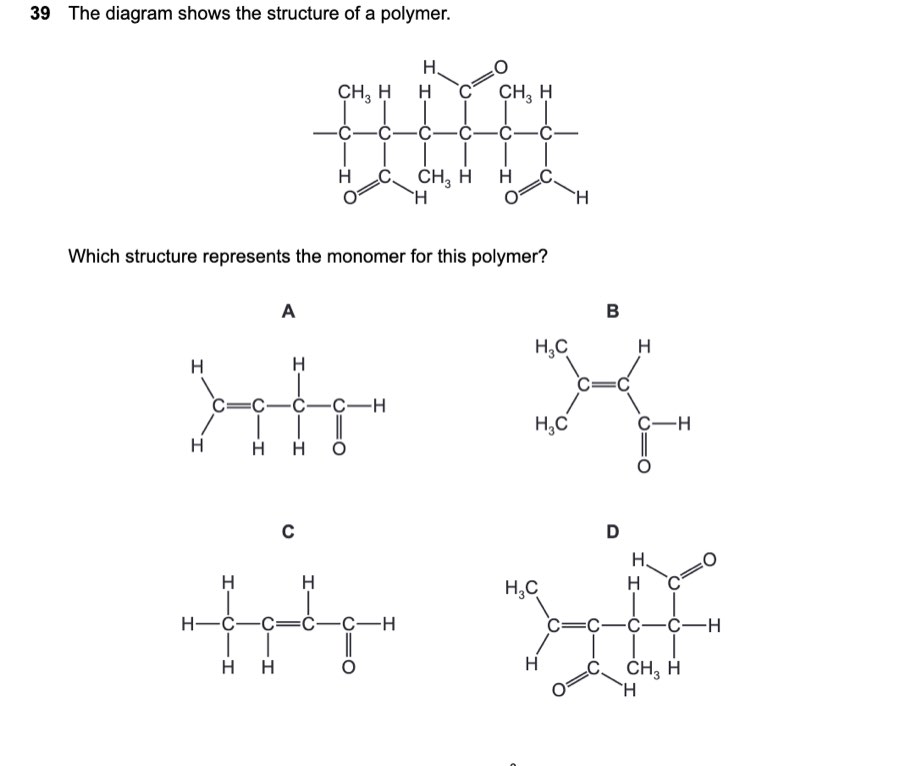 39 The diagram shows the structure of a polymer.
H O
CH3 H H C CH3 H
C C C C C C
H C CH3 H H C
O H O H
Which structure represents the monomer for this polymer?
A B
H3C H
H H
C C
C C C C H
H3C C H
H H H O
O
C D
H O
H H H3C H C
H C C C C H C C C C H
H H O H C CH3 H
O H